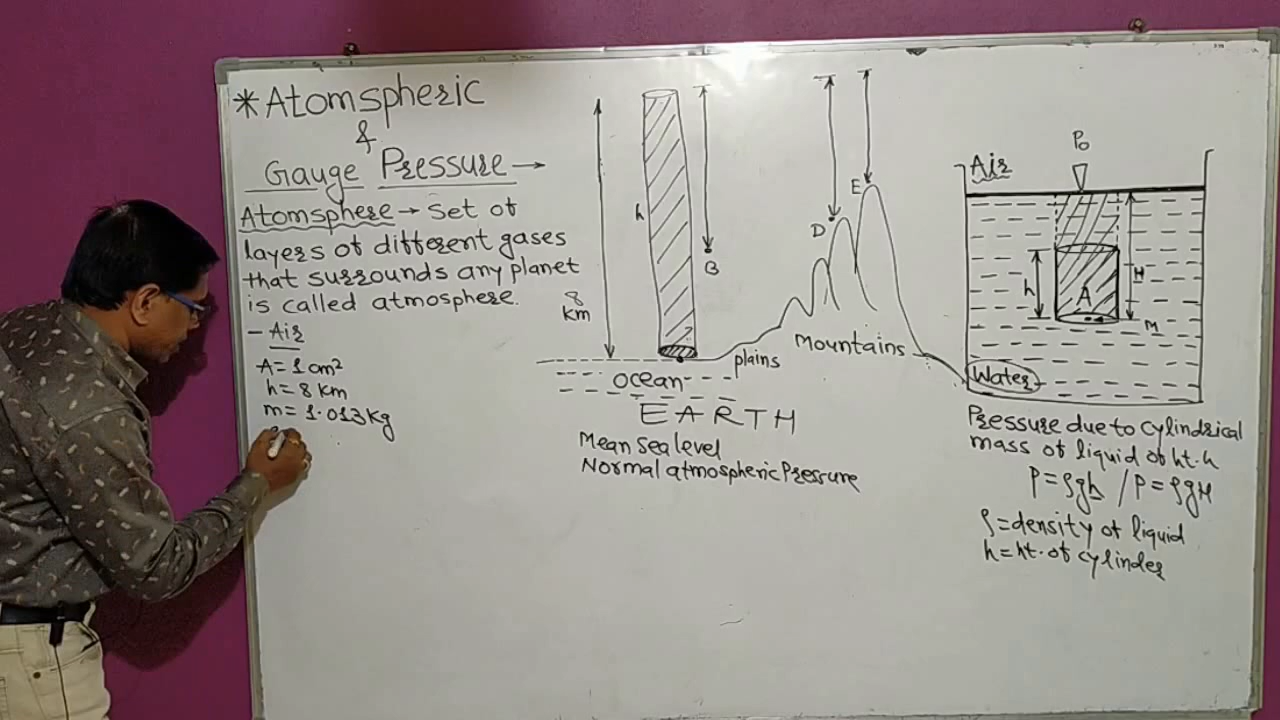 * Atomspheric
&
Gauge Pressure →
Atomsphere → Set of
layers of different gases
that surrounds any planet
is called atmosphere.
- Air
A = 1 cm²
h = 8 km
m = 1.013 Kg
h
8
km
B
D
E
plains
Mountains
ocean
EARTH
Mean sea level
Normal atmospheric Pressure
P₀
Air
h
A
H
M
Water
Pressure due to cylindrical
mass of liquid of ht. h
P = ρgh / P = ρgH
ρ = density of liquid
h = ht. of cylinder